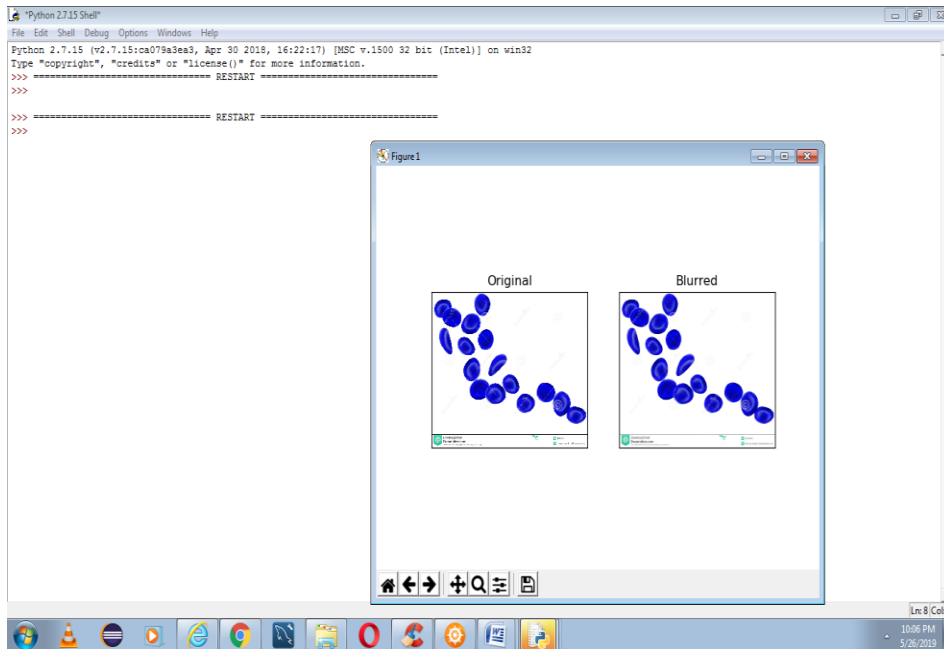 *Python 2.7.15 Shell*
File Edit Shell Debug Options Windows Help
Python 2.7.15 (v2.7.15:ca079a3ea3, Apr 30 2018, 16:22:17) [MSC v.1500 32 bit (Intel)] on win32
Type "copyright", "credits" or "license()" for more information.
>>> ================================ RESTART ================================
>>>
>>> ================================ RESTART ================================
>>>
Figure 1
Original Blurred
Ln: 8 Col
10:06 PM
5/26/2019